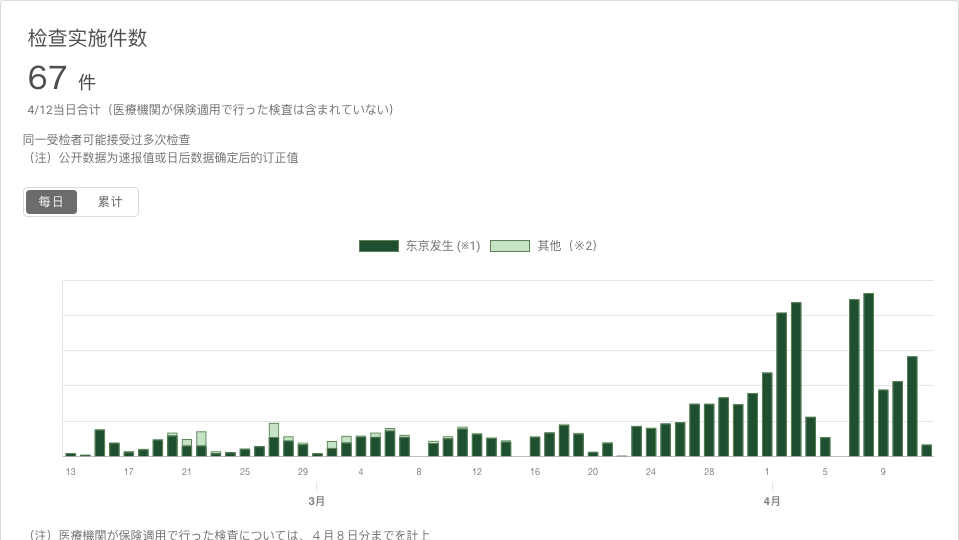 检查实施件数
67 件
4/12当日合计（医療機関が保険適用で行った検査は含まれていない）
同一受检者可能接受过多次检查
（注）公开数据为速报值或日后数据确定后的订正值
每日 累计
东京发生 (※1) 其他（※2）
13 17 21 25 29 4 8 12 16 20 24 28 1 5 9
3月 4月
（注）医療機関が保険適用で行った検査については、４月８日分までを計上